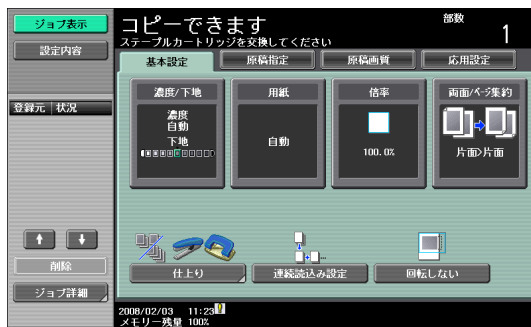 ジョブ表示
設定内容
コピーできます
ステープルカートリッジを交換してください
部数
1
基本設定
原稿指定
原稿画質
応用設定
登録元 状況
濃度/下地
濃度
自動
下地
用紙
自動
倍率
100.0%
両面/ページ集約
片面>片面
削除
ジョブ詳細
仕上り
連続読込み設定
回転しない
2008/02/03 11:23
メモリー残量 100%